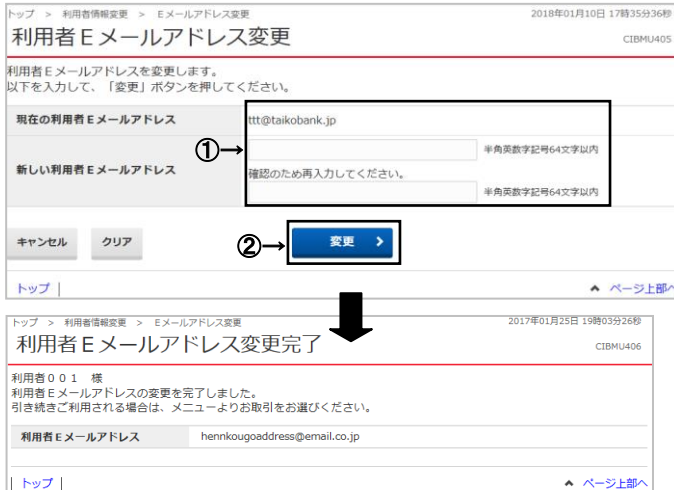 トップ > 利用者情報変更 > Eメールアドレス変更 2018年01月10日 17時35分36秒
利用者Eメールアドレス変更 CIBMU405
利用者Eメールアドレスを変更します。
以下を入力して、「変更」ボタンを押してください。
現在の利用者Eメールアドレス ttt@taikobank.jp
① 半角英数字記号64文字以内
新しい利用者Eメールアドレス 確認のため再入力してください。
半角英数字記号64文字以内
キャンセル クリア ② 変更
トップ | ページ上部へ
トップ > 利用者情報変更 > Eメールアドレス変更 2017年01月25日 19時03分26秒
利用者Eメールアドレス変更完了 CIBMU406
利用者001 様
利用者Eメールアドレスの変更を完了しました。
引き続きご利用される場合は、メニューよりお取引をお選びください。
利用者Eメールアドレス hennkougoaddress@email.co.jp
| トップ | ページ上部へ